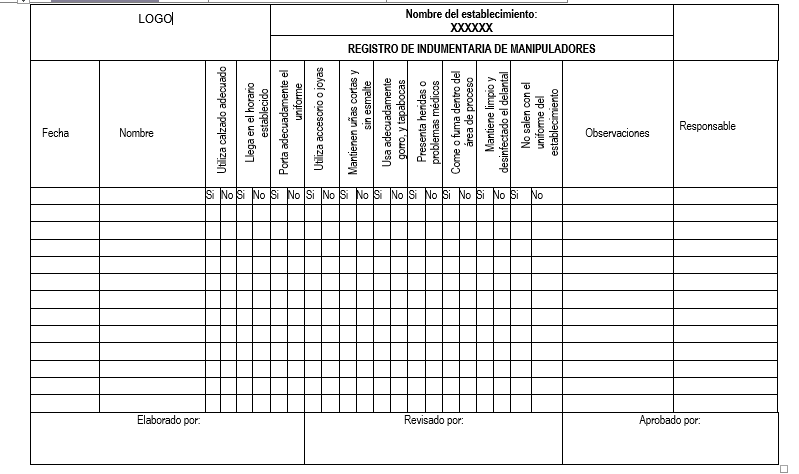 LOGO
Nombre del establecimiento:
XXXXXX
REGISTRO DE INDUMENTARIA DE MANIPULADORES
Fecha
Nombre
Utiliza calzado adecuado
Llega en el horario
establecido
Porta adecuadamente el
uniforme
Utiliza accesorio o joyas
Mantienen uñas cortas y
sin esmalte
Usa adecuadamente
gorro, y tapabocas
Presenta heridas o
problemas médicos
Come o fuma dentro del
área de proceso
Mantiene limpio y
desinfectado el delantal
No salen con el
uniforme del
establecimiento
Observaciones
Responsable
Si No Si No Si No Si No Si No Si No Si No Si No Si No Si No
Elaborado por:
Revisado por:
Aprobado por: